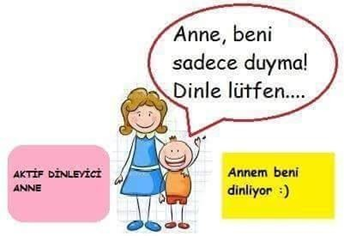 Anne, beni
sadece duyma!
Dinle lütfen....
AKTİF DİNLEYİCİ
ANNE
Annem beni
dinliyor :)